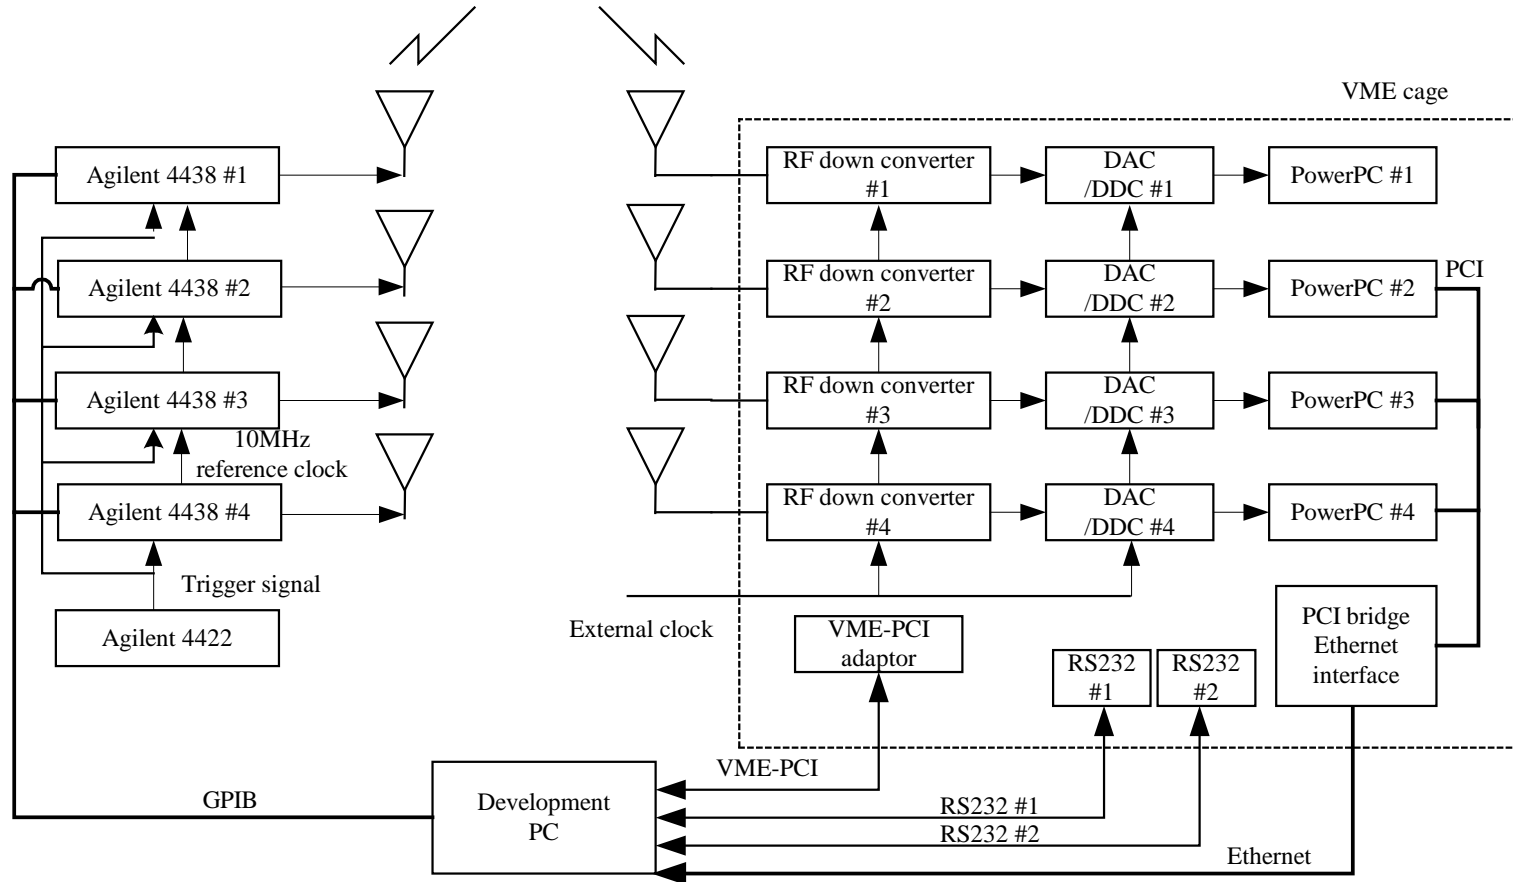 VME cage
Agilent 4438 #1
RF down converter
#1
DAC
/DDC #1
PowerPC #1
Agilent 4438 #2
RF down converter
#2
DAC
/DDC #2
PowerPC #2
PCI
Agilent 4438 #3
RF down converter
#3
DAC
/DDC #3
PowerPC #3
10MHz
reference clock
Agilent 4438 #4
RF down converter
#4
DAC
/DDC #4
PowerPC #4
Trigger signal
Agilent 4422
External clock
VME-PCI
adaptor
RS232
#1
RS232
#2
PCI bridge
Ethernet
interface
GPIB
Development
PC
VME-PCI
RS232 #1
RS232 #2
Ethernet